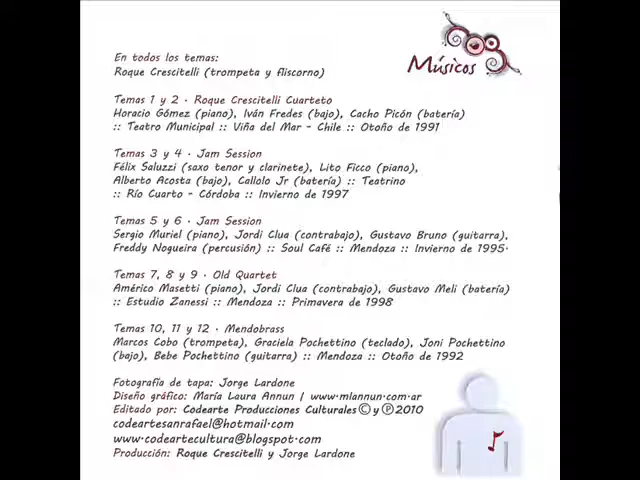 Músicos
En todos los temas:
Roque Crescitelli (trompeta y fliscorno)
Temas 1 y 2 · Roque Crescitelli Cuarteto
Horacio Gómez (piano), Iván Fredes (bajo), Cacho Picón (batería)
:: Teatro Municipal :: Viña del Mar - Chile :: Otoño de 1991
Temas 3 y 4 · Jam Session
Félix Saluzzi (saxo tenor y clarinete), Lito Ficco (piano),
Alberto Acosta (bajo), Callolo Jr (batería) :: Teatrino
:: Río Cuarto - Córdoba :: Invierno de 1997
Temas 5 y 6 · Jam Session
Sergio Muriel (piano), Jordi Clua (contrabajo), Gustavo Bruno (guitarra),
Freddy Nogueira (percusión) :: Soul Café :: Mendoza :: Invierno de 1995·
Temas 7, 8 y 9 · Old Quartet
Américo Masetti (piano), Jordi Clua (contrabajo), Gustavo Meli (batería)
:: Estudio Zanessi :: Mendoza :: Primavera de 1998
Temas 10, 11 y 12 · Mendobrass
Marcos Cobo (trompeta), Graciela Pochettino (teclado), Joni Pochettino
(bajo), Bebe Pochettino (guitarra) :: Mendoza :: Otoño de 1992
Fotografía de tapa: Jorge Lardone
Diseño gráfico: María Laura Annun | www·mlannun·com·ar
Editado por: Codearte Producciones Culturales©y℗2010
codeartesanrafael@hotmail·com
www·codeartecultura@blogspot·com
Producción: Roque Crescitelli y Jorge Lardone